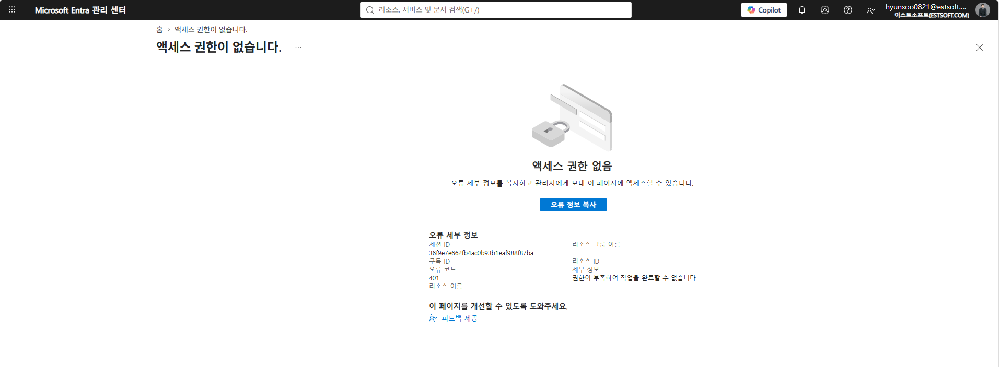 Microsoft Entra 관리 센터
리소스, 서비스 및 문서 검색(G+/)
Copilot
hyunsoo0821@estsoft....
이스트소프트(ESTSOFT.COM)
홈 > 액세스 권한이 없습니다.
액세스 권한이 없습니다. ...
액세스 권한 없음
오류 세부 정보를 복사하고 관리자에게 보내 이 페이지에 액세스할 수 있습니다.
오류 정보 복사
오류 세부 정보
세션 ID
36f9e7e662fb4ac0b93b1eaf988f87ba
구독 ID
오류 코드
401
리소스 이름
리소스 그룹 이름
리소스 ID
세부 정보
권한이 부족하여 작업을 완료할 수 없습니다.
이 페이지를 개선할 수 있도록 도와주세요.
피드백 제공